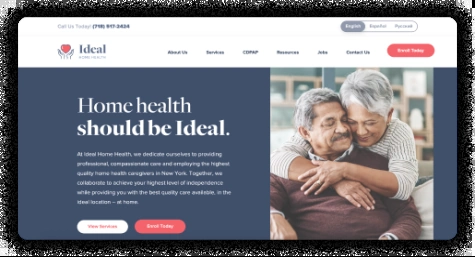 Call Us Today! (718) 917-2424
English Español Русский
Ideal
HOME HEALTH
About Us Services CDPAP Resources Jobs Contact Us Enroll Today
Home health
should be Ideal.
At Ideal Home Health, we dedicate ourselves to providing
professional, compassionate care and employing the highest
quality home health caregivers in New York. Together, we
collaborate to achieve your highest level of independence
while providing you with the best quality care available, in the
ideal location – at home.
View Services Enroll Today